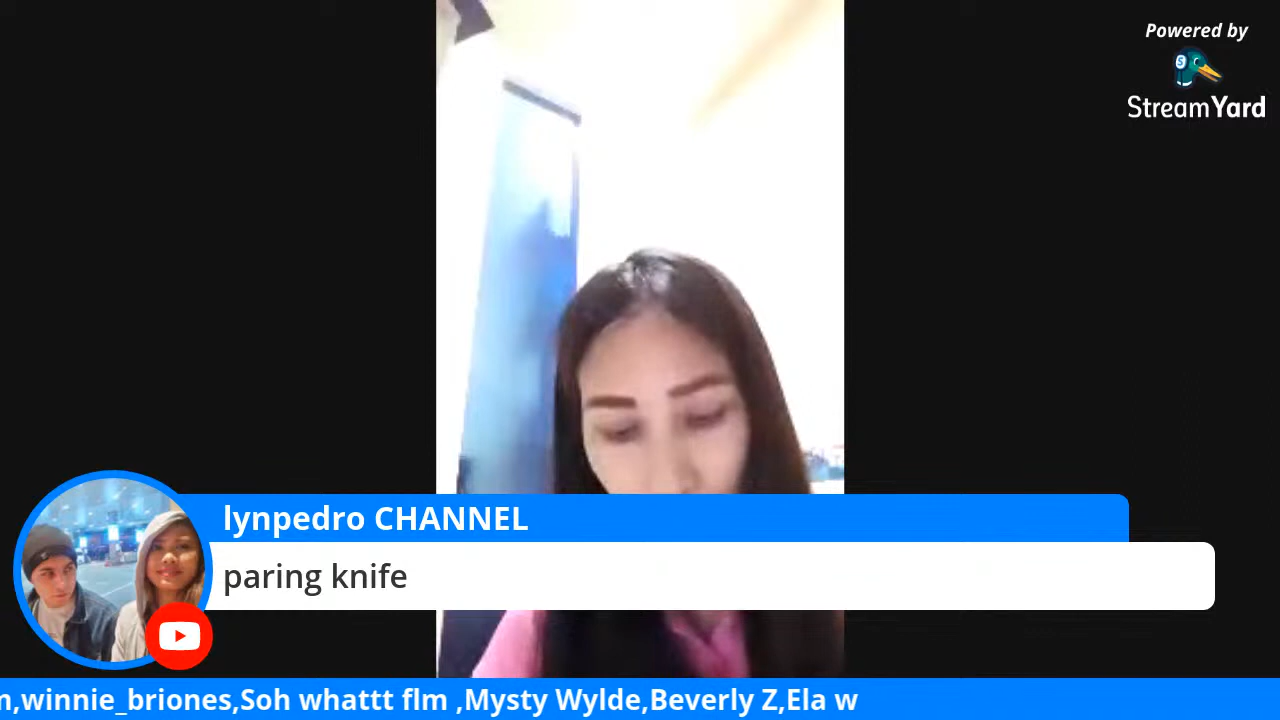 Powered by
StreamYard
lynpedro CHANNEL
paring knife
n,winnie_briones,Soh whattt flm ,Mysty Wylde,Beverly Z,Ela w